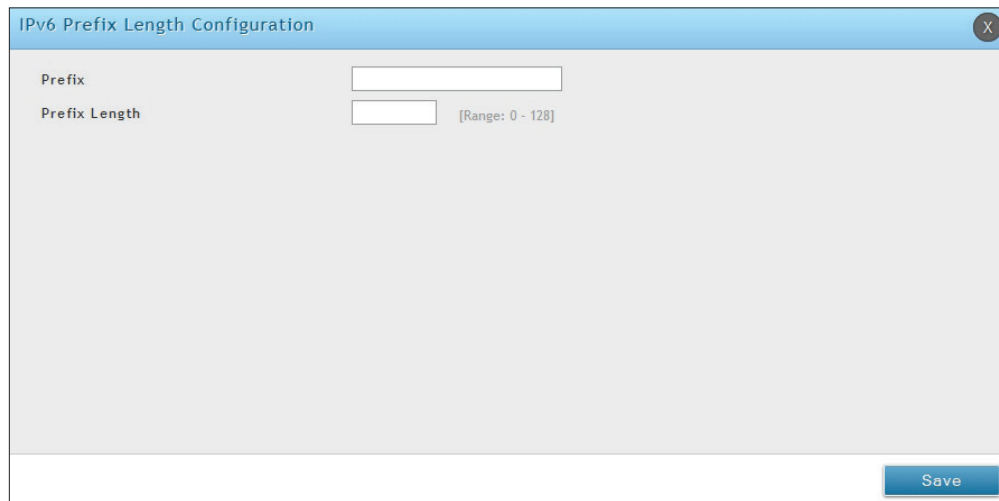 IPv6 Prefix Length Configuration
X
Prefix
Prefix Length
[Range: 0 - 128]
Save